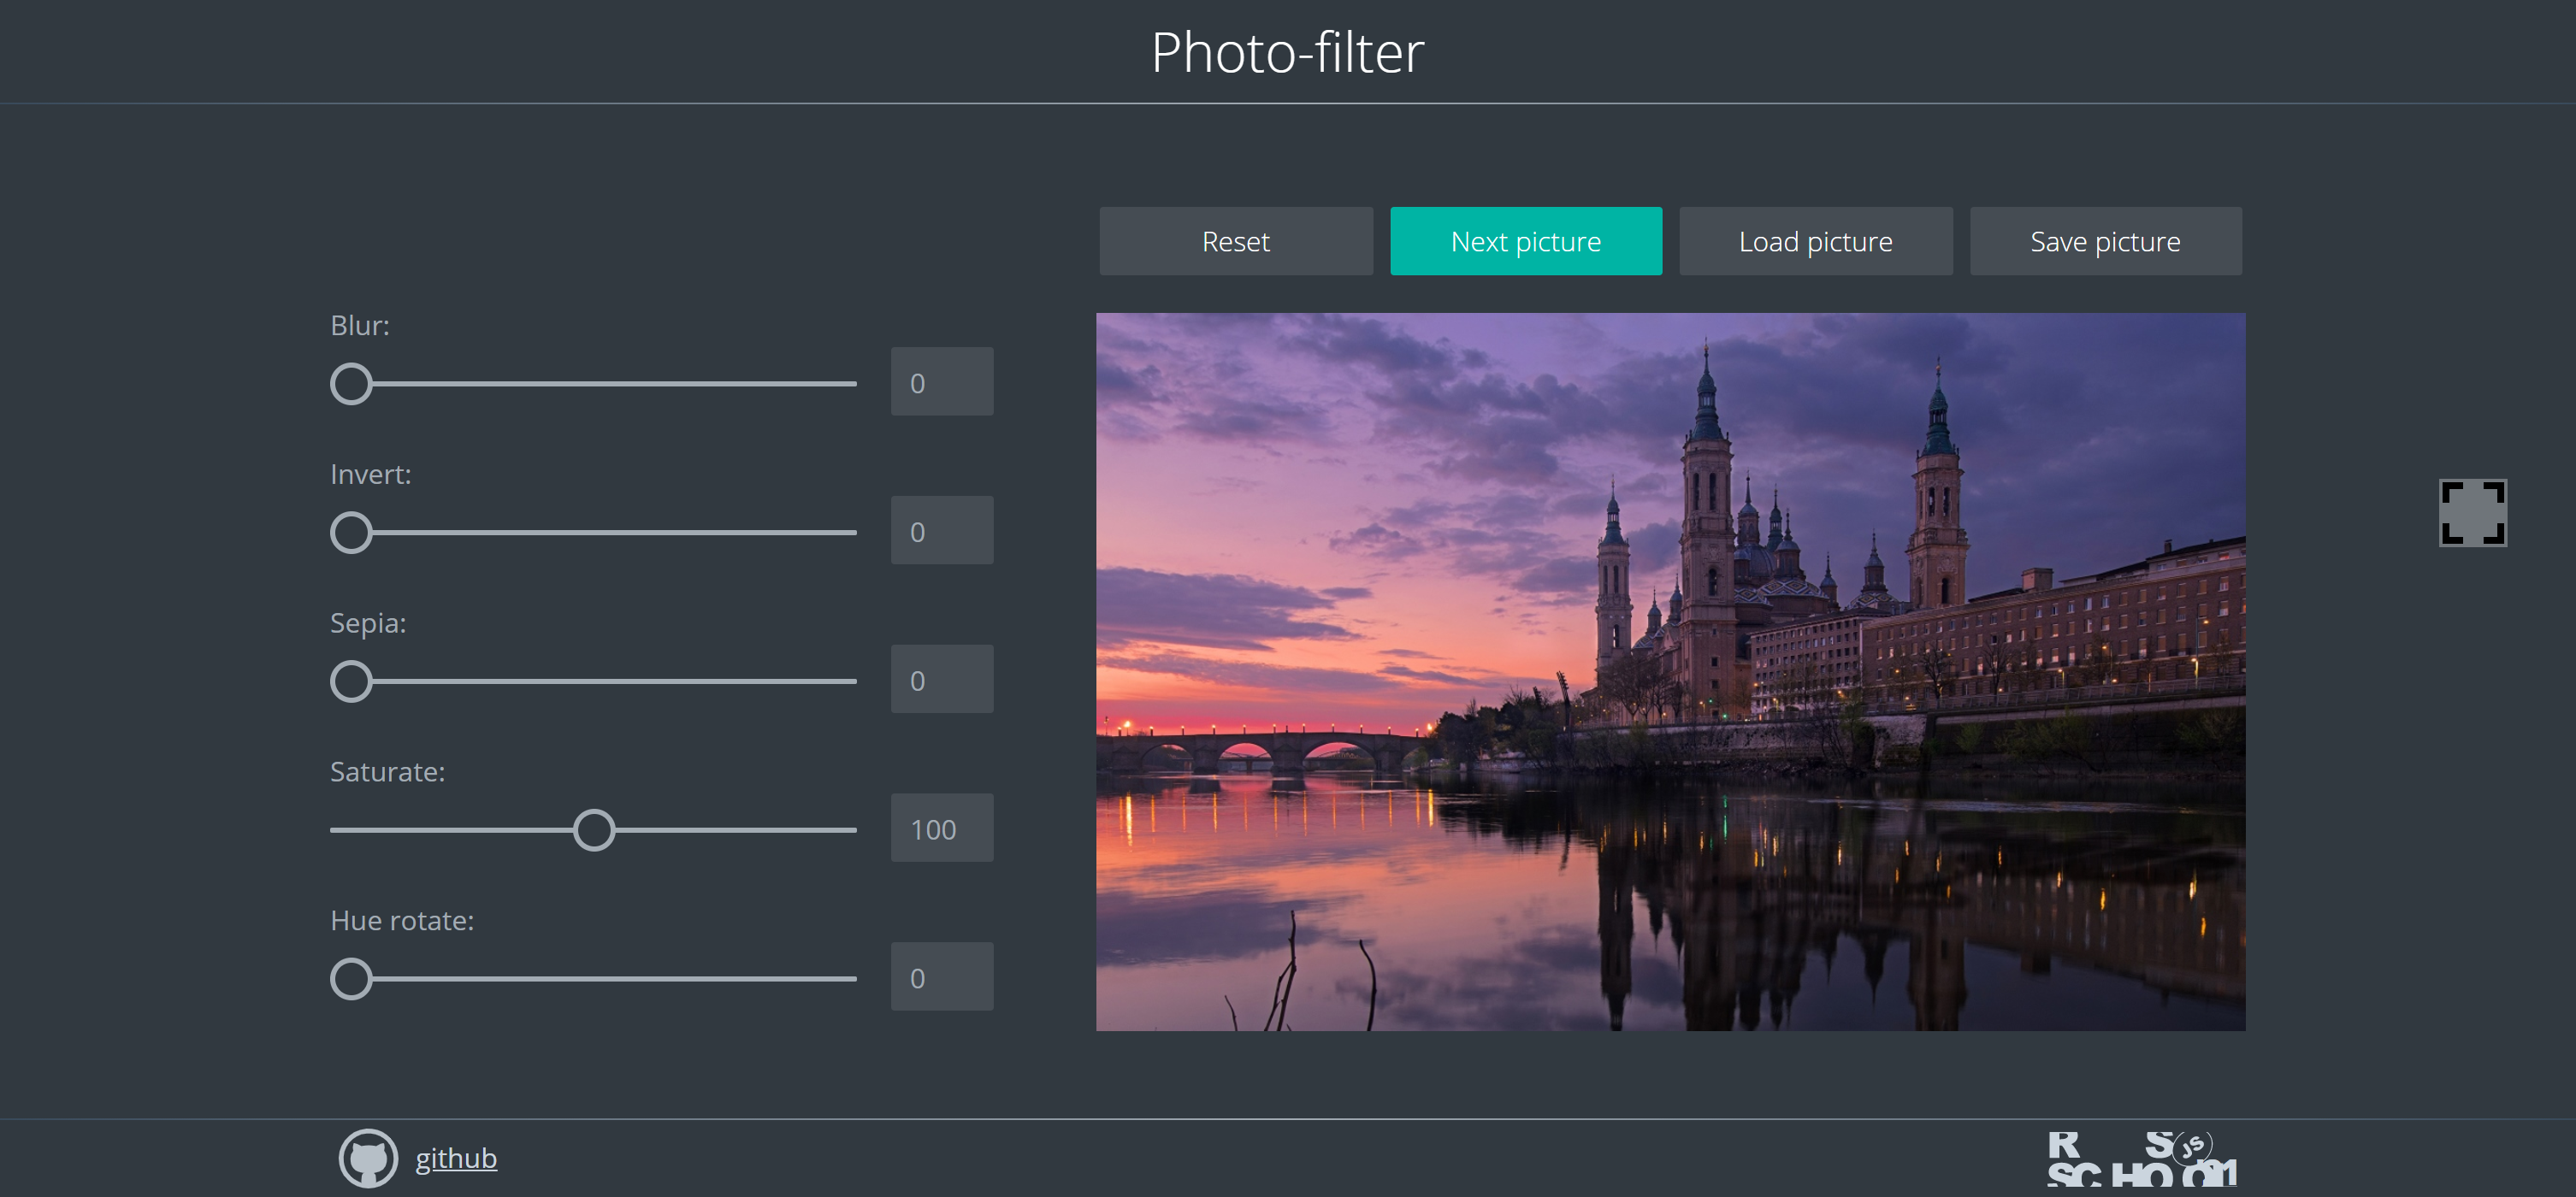 Photo-filter
Reset
Next picture
Load picture
Save picture
Blur:
0
Invert:
0
Sepia:
0
Saturate:
100
Hue rotate:
0
github
R S JS
SCHOOL